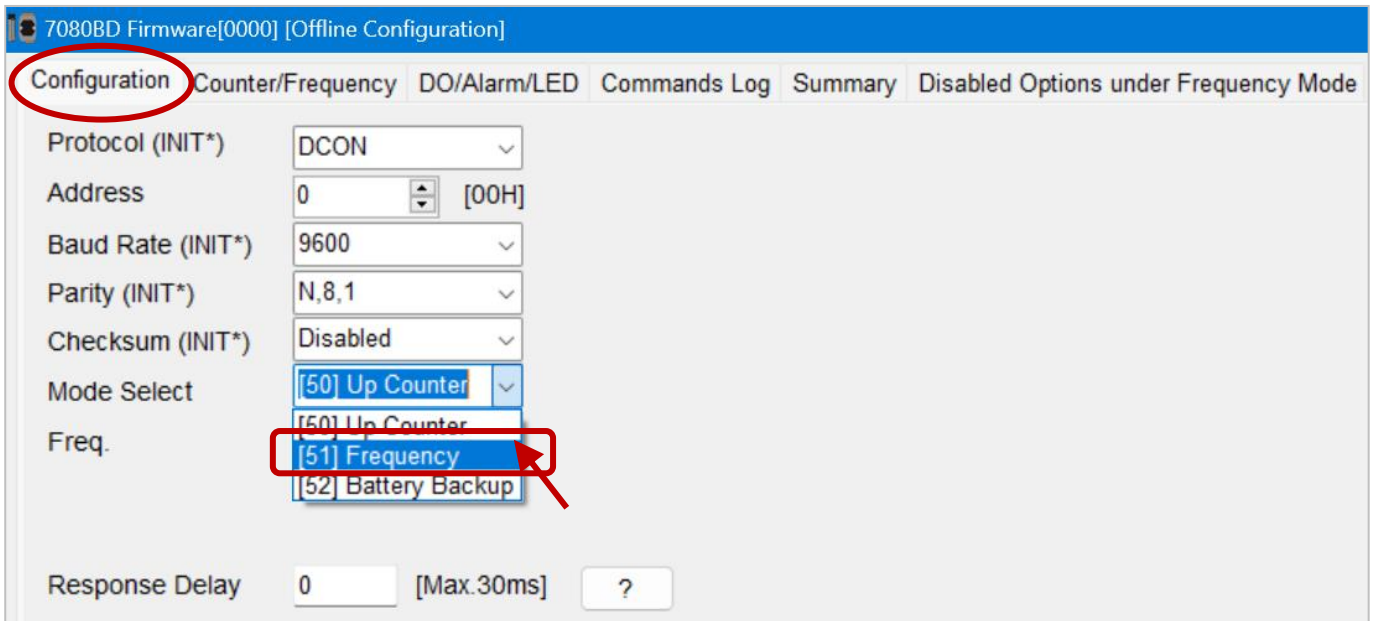 7080BD Firmware[0000] [Offline Configuration]
Configuration Counter/Frequency DO/Alarm/LED Commands Log Summary Disabled Options under Frequency Mode
Protocol (INIT*) DCON
Address 0 [00H]
Baud Rate (INIT*) 9600
Parity (INIT*) N,8,1
Checksum (INIT*) Disabled
Mode Select [50] Up Counter
[50] Up Counter
Freq. [51] Frequency
[52] Battery Backup
Response Delay 0 [Max.30ms] ?